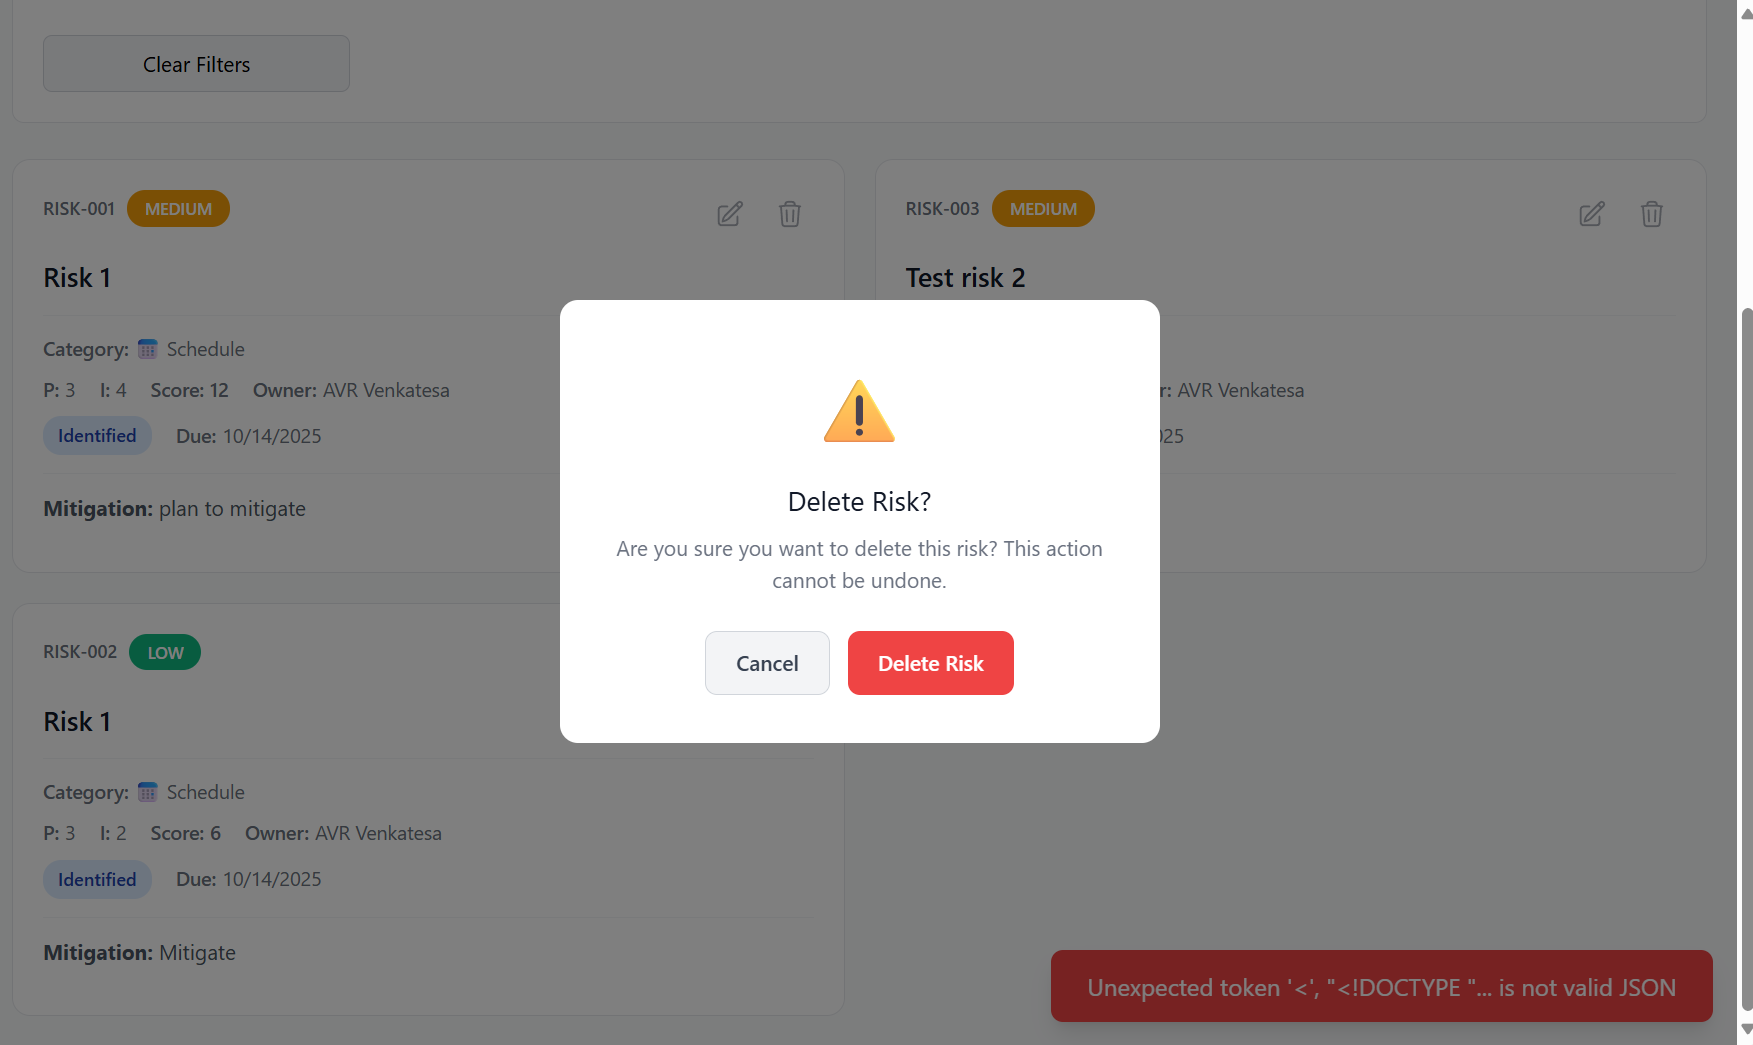 Clear Filters
RISK-001 MEDIUM
Risk 1
Category: Schedule
P: 3 I: 4 Score: 12 Owner: AVR Venkatesa
Identified Due: 10/14/2025
Mitigation: plan to mitigate
RISK-003 MEDIUM
Test risk 2
r: AVR Venkatesa
025
RISK-002 LOW
Risk 1
Category: Schedule
P: 3 I: 2 Score: 6 Owner: AVR Venkatesa
Identified Due: 10/14/2025
Mitigation: Mitigate
Delete Risk?
Are you sure you want to delete this risk? This action
cannot be undone.
Cancel Delete Risk
Unexpected token '<', "<!DOCTYPE "... is not valid JSON